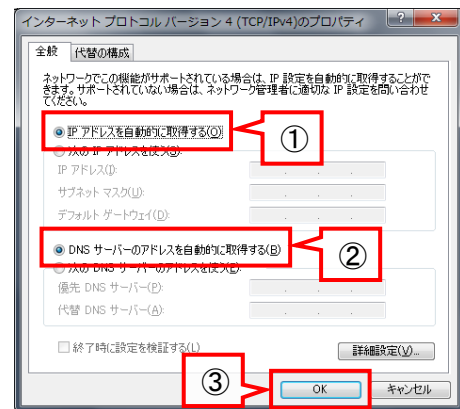 インターネット プロトコル バージョン 4 (TCP/IPv4)のプロパティ
全般 代替の構成
ネットワークでこの機能がサポートされている場合は、IP 設定を自動的に取得することがで
きます。サポートされていない場合は、ネットワーク管理者に適切な IP 設定を問い合わせ
てください。
IP アドレスを自動的に取得する(O)
①
次の IP アドレスを使う(S):
IP アドレス(I):
サブネット マスク(U):
デフォルト ゲートウェイ(D):
DNS サーバーのアドレスを自動的に取得する(B)
②
次の DNS サーバーのアドレスを使う(E):
優先 DNS サーバー(P):
代替 DNS サーバー(A):
終了時に設定を検証する(L)
詳細設定(V)...
③
OK キャンセル